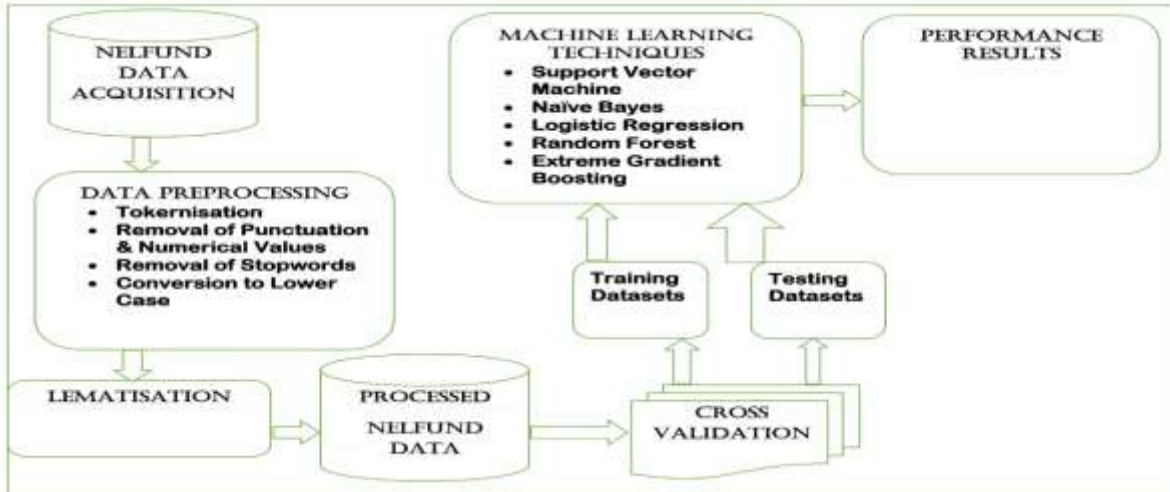 NELFUND
DATA
ACQUISITION
DATA PREPROCESSING
• Tokernisation
• Removal of Punctuation
& Numerical Values
• Removal of Stopwords
• Conversion to Lower
Case
LEMATISATION
PROCESSED
NELFUND
DATA
CROSS
VALIDATION
Training
Datasets
Testing
Datasets
MACHINE LEARNING
TECHNIQUES
• Support Vector
Machine
• Naïve Bayes
• Logistic Regression
• Random Forest
• Extreme Gradient
Boosting
PERFORMANCE
RESULTS